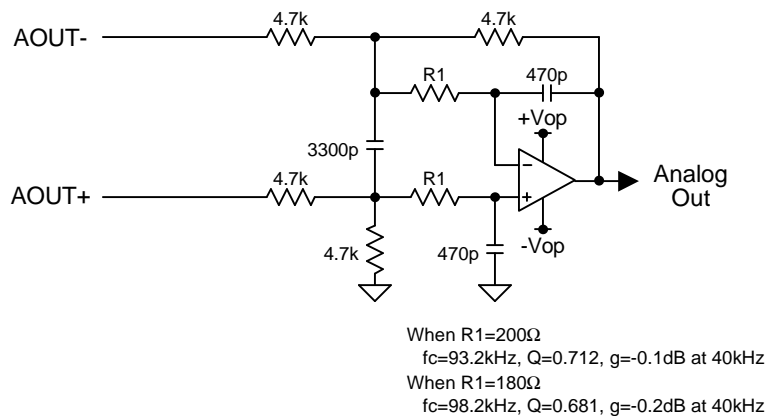 4.7k
4.7k
AOUT-
R1
470p
+Vop
3300p
4.7k
R1
Analog
Out
AOUT+
−
+
4.7k
470p
-Vop
When R1=200Ω
fc=93.2kHz, Q=0.712, g=-0.1dB at 40kHz
When R1=180Ω
fc=98.2kHz, Q=0.681, g=-0.2dB at 40kHz